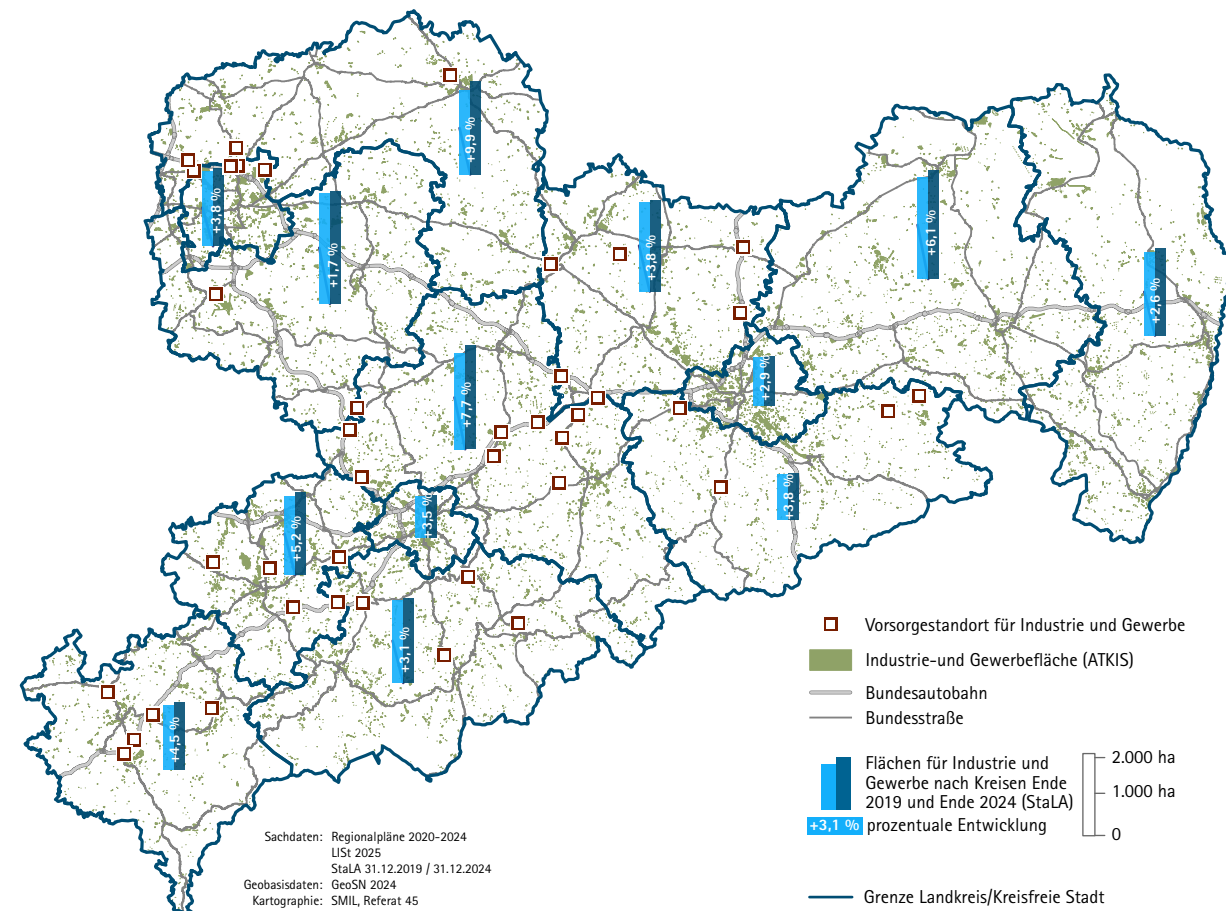 +9,9 %
+3,8 %
+1,7 %
+3,8 %
+6,1 %
+2,6 %
+7,7 %
+2,9 %
+3,8 %
+3,5 %
+5,2 %
+3,1 %
+4,5 %
Vorsorgestandort für Industrie und Gewerbe
Industrie-und Gewerbefläche (ATKIS)
Bundesautobahn
Bundesstraße
Flächen für Industrie und
Gewerbe nach Kreisen Ende
2019 und Ende 2024 (StaLA)
+3,1 % prozentuale Entwicklung
2.000 ha
1.000 ha
0
Grenze Landkreis/Kreisfreie Stadt
Sachdaten: Regionalpläne 2020-2024
LISt 2025
StaLA 31.12.2019 / 31.12.2024
Geobasisdaten: GeoSN 2024
Kartographie: SMIL, Referat 45